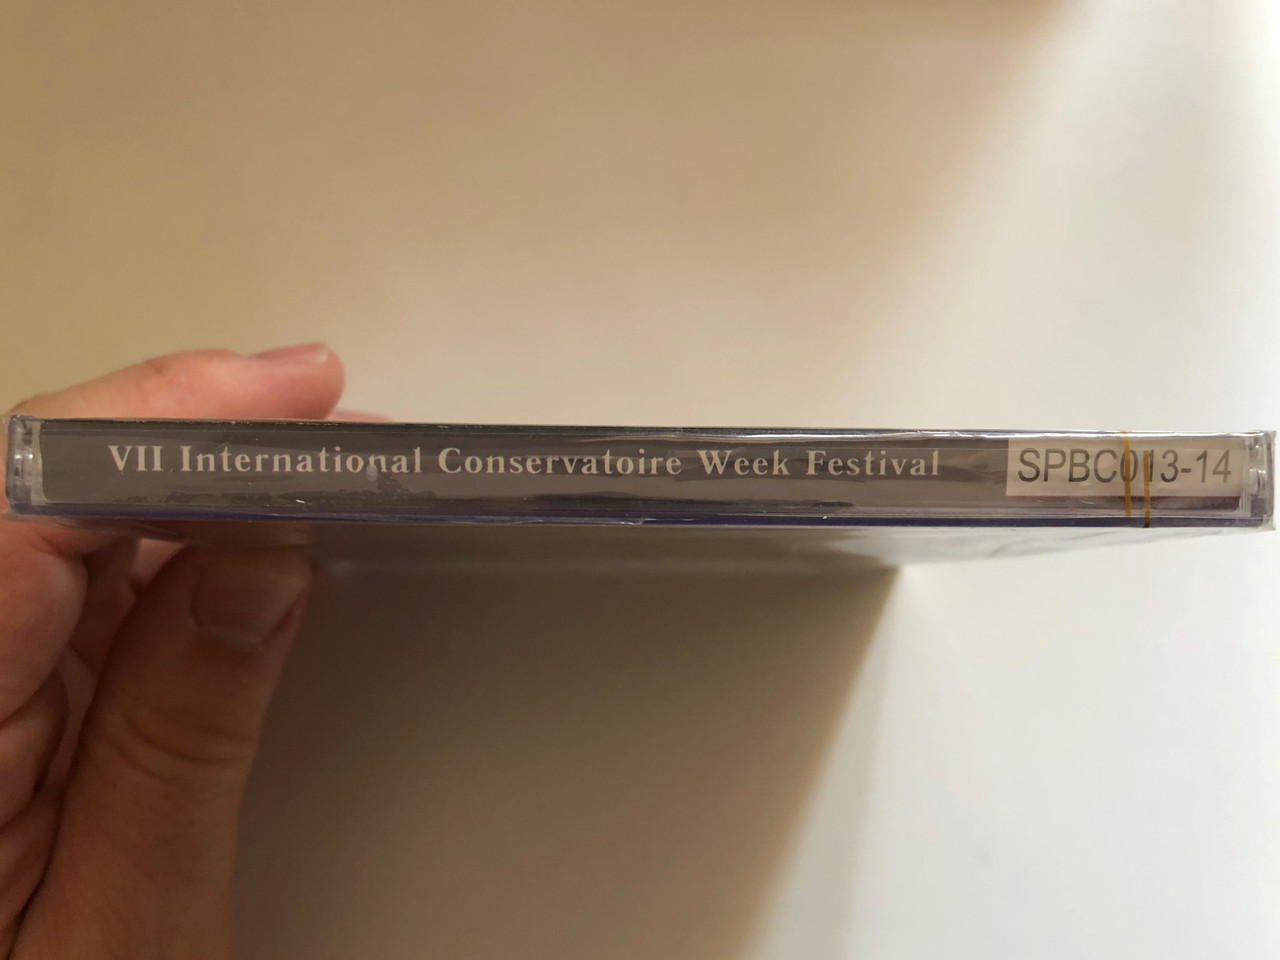 VII International Conservatoire Week Festival SPBC013-14